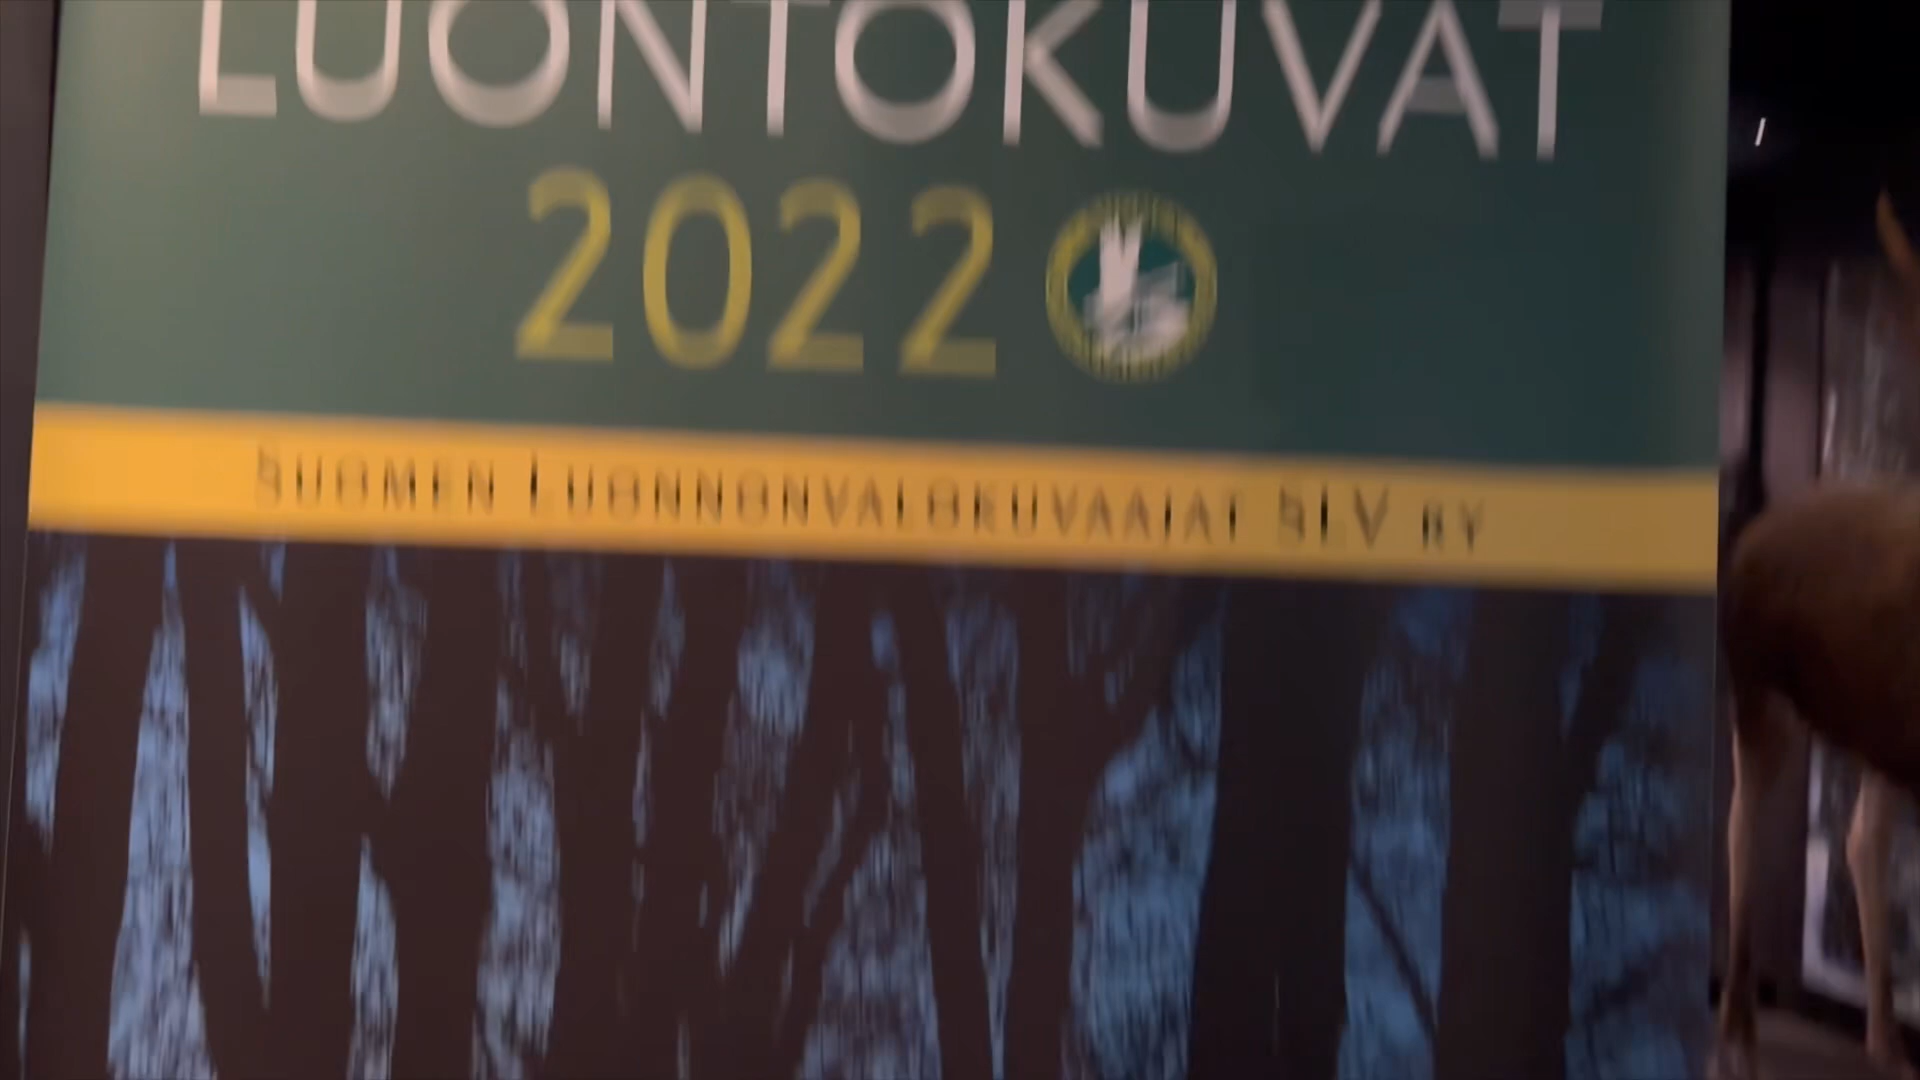 LUONTOKUVAT
2022
SUOMEN LUONNONVALOKUVAAJAT SLV RY